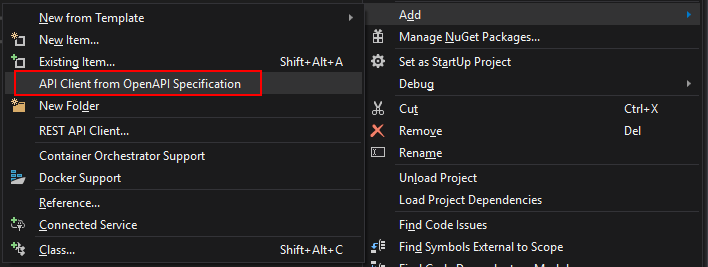 New from Template
New Item...
Existing Item... Shift+Alt+A
API Client from OpenAPI Specification
New Folder
REST API Client...
Container Orchestrator Support
Docker Support
Reference...
Connected Service
Class... Shift+Alt+C
Add
Manage NuGet Packages...
Set as StartUp Project
Debug
Cut Ctrl+X
Remove Del
Rename
Unload Project
Load Project Dependencies
Find Code Issues
Find Symbols External to Scope